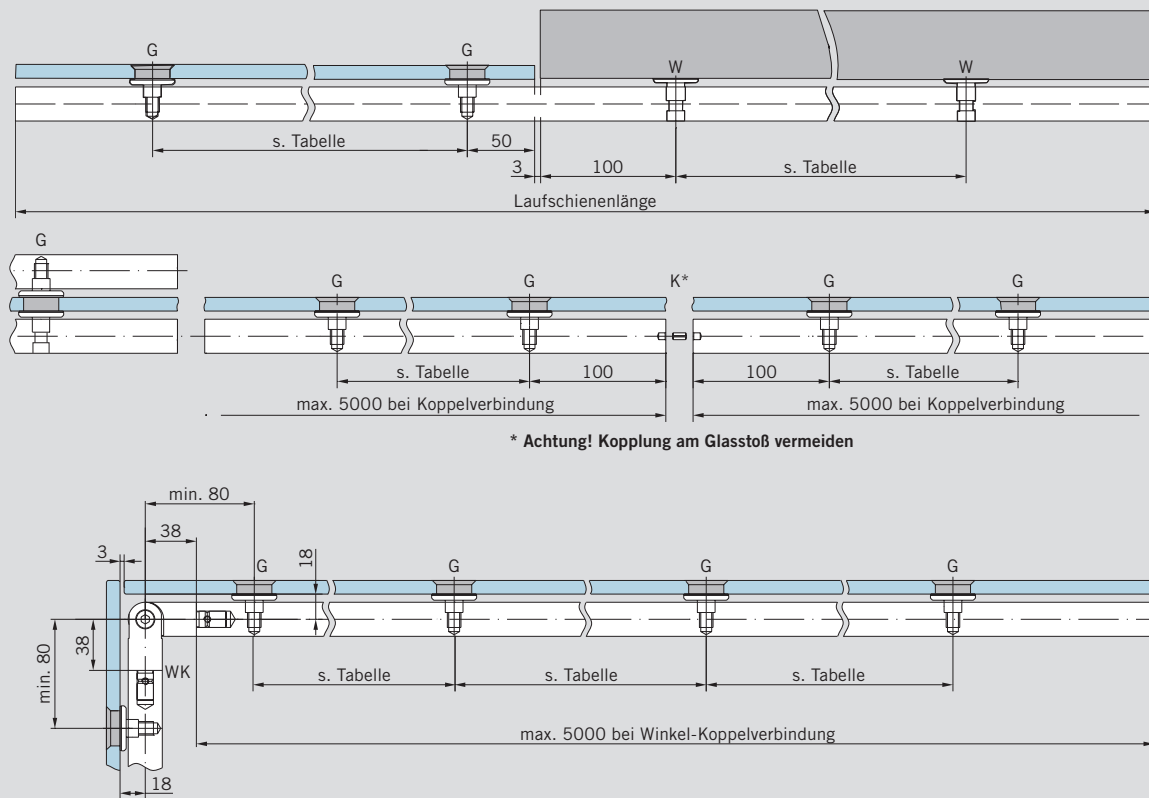 G G W W
s. Tabelle 50
3 100 s. Tabelle
Laufschienenlänge
G
G G K* G G
s. Tabelle 100 100 s. Tabelle
max. 5000 bei Koppelverbindung max. 5000 bei Koppelverbindung
* Achtung! Kopplung am Glasstoß vermeiden
min. 80
38
3 G 18 G G G
38
min. 80
WK
s. Tabelle s. Tabelle s. Tabelle
max. 5000 bei Winkel-Koppelverbindung
18